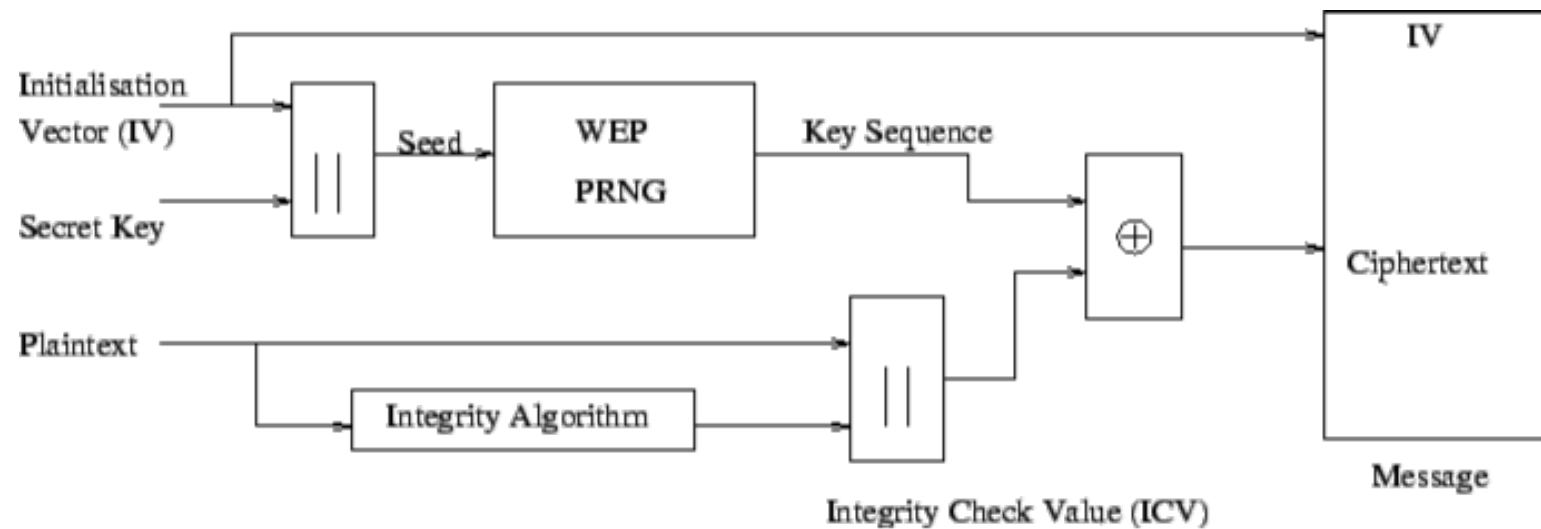 IV
Initialisation
Vector (IV)
Seed
WEP
PRNG
Key Sequence
||
Secret Key
⊕
Ciphertext
Plaintext
Integrity Algorithm
||
Message
Integrity Check Value (ICV)